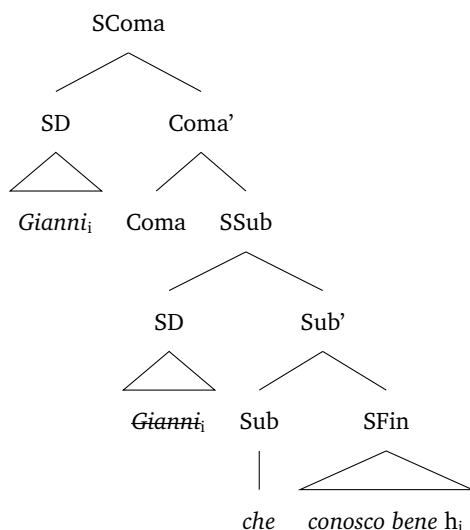 SComa
SD Coma’
Gianniᵢ Coma SSub
SD Sub’
Gianniᵢ Sub SFin
che conosco bene hᵢ